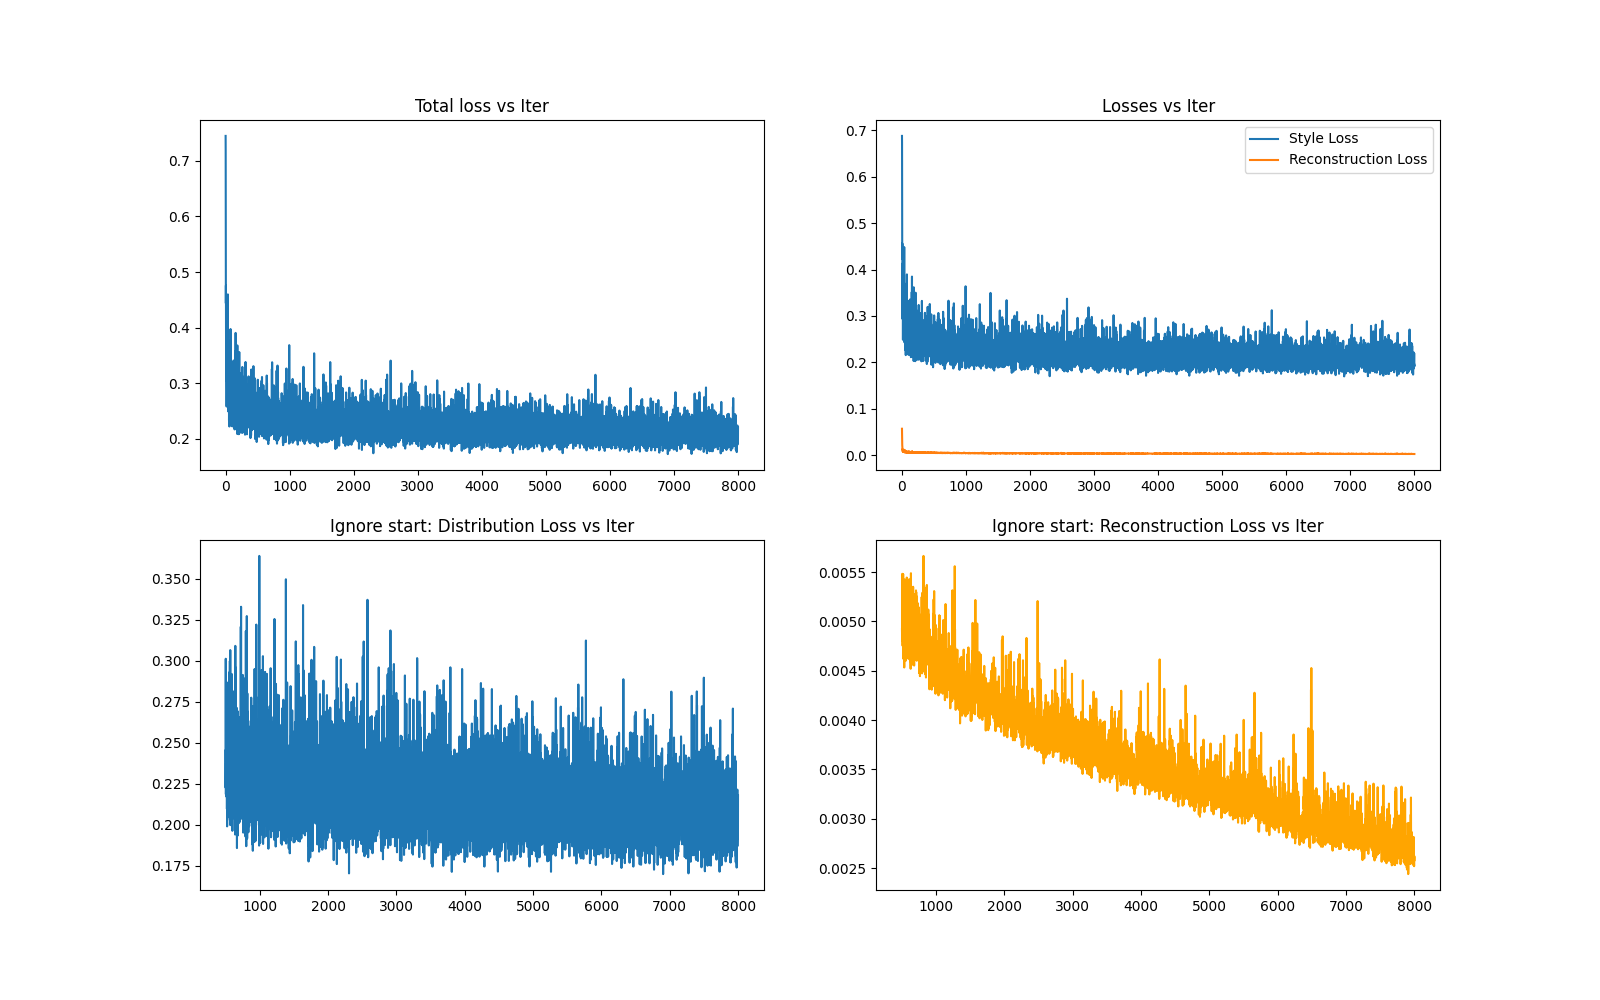 Total loss vs Iter
0.7
0.6
0.5
0.4
0.3
0.2
0 1000 2000 3000 4000 5000 6000 7000 8000
Losses vs Iter
Style Loss
Reconstruction Loss
0.7
0.6
0.5
0.4
0.3
0.2
0.1
0.0
0 1000 2000 3000 4000 5000 6000 7000 8000
Ignore start: Distribution Loss vs Iter
0.350
0.325
0.300
0.275
0.250
0.225
0.200
0.175
1000 2000 3000 4000 5000 6000 7000 8000
Ignore start: Reconstruction Loss vs Iter
0.0055
0.0050
0.0045
0.0040
0.0035
0.0030
0.0025
1000 2000 3000 4000 5000 6000 7000 8000